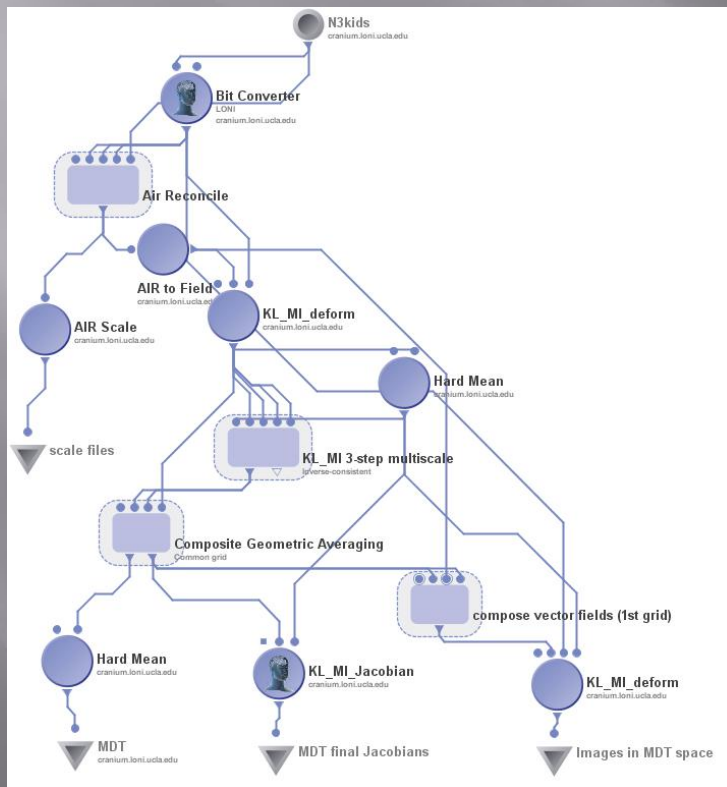 N3kids
cranium.loni.ucla.edu
Bit Converter
LONI
cranium.loni.ucla.edu
Air Reconcile
AIR to Field
cranium.loni.ucla.edu
KL_MI_deform
cranium.loni.ucla.edu
AIR Scale
cranium.loni.ucla.edu
Hard Mean
cranium.loni.ucla.edu
scale files
KL_MI 3-step multiscale
Inverse-consistent
Composite Geometric Averaging
Common grid
compose vector fields (1st grid)
Hard Mean
cranium.loni.ucla.edu
KL_MI_Jacobian
cranium.loni.ucla.edu
KL_MI_deform
cranium.loni.ucla.edu
MDT
cranium.loni.ucla.edu
MDT final Jacobians
Images in MDT space